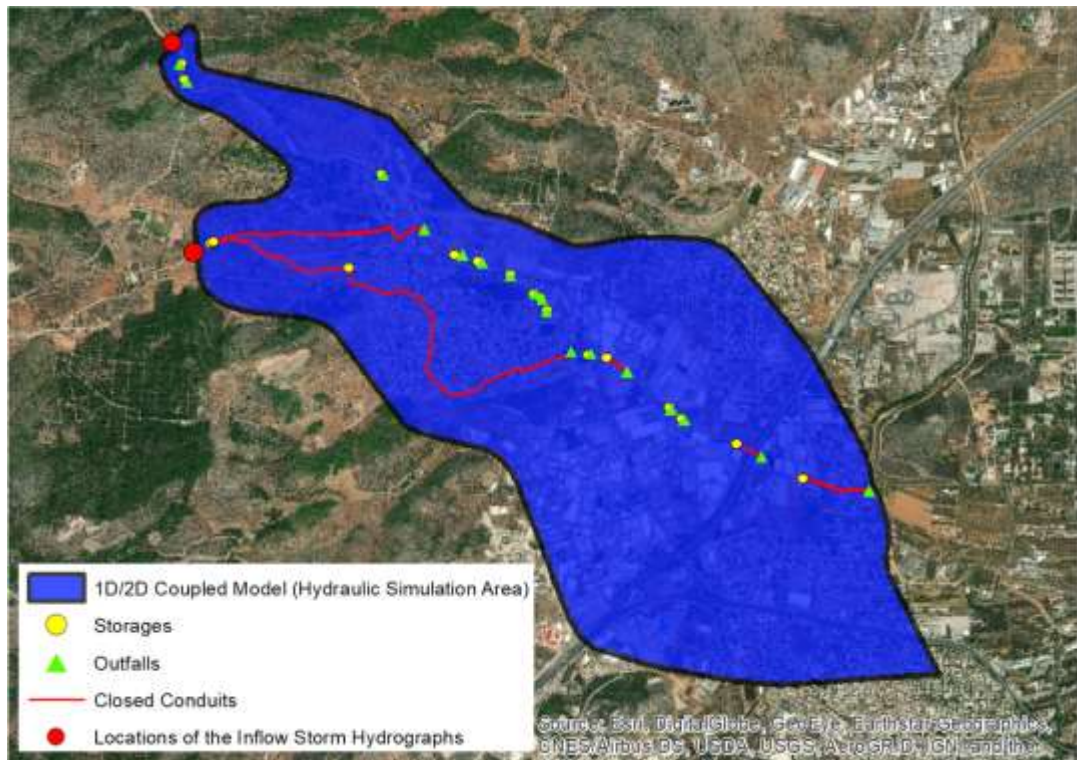 1D/2D Coupled Model (Hydraulic Simulation Area)
Storages
Outfalls
Closed Conduits
Locations of the Inflow Storm Hydrographs
Source: Esri, DigitalGlobe, GeoEye, Earthstar Geographics,
CNES/Airbus DS, USDA, USGS, AeroGRID, IGN, and the